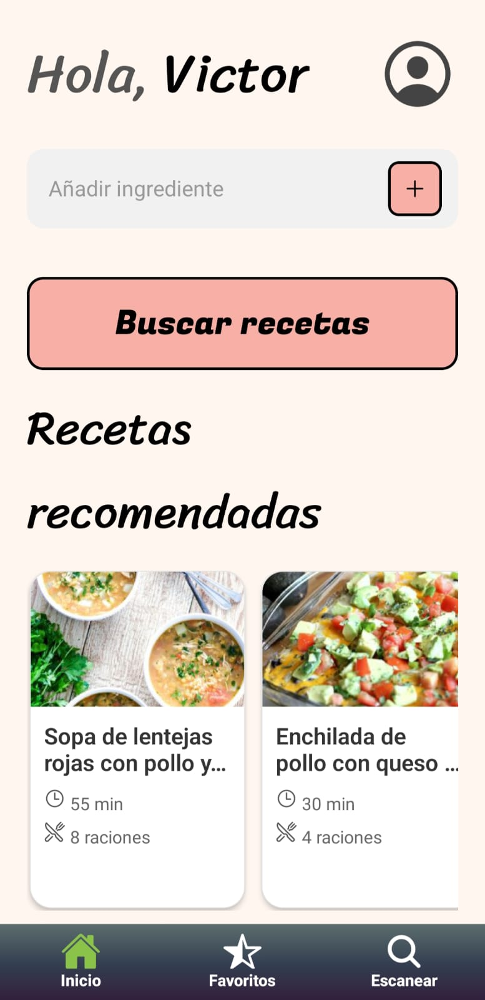 Hola, Victor
Añadir ingrediente
+
Buscar recetas
Recetas
recomendadas
Sopa de lentejas
rojas con pollo y...
55 min
8 raciones
Enchilada de
pollo con queso ...
30 min
4 raciones
Inicio
Favoritos
Escanear